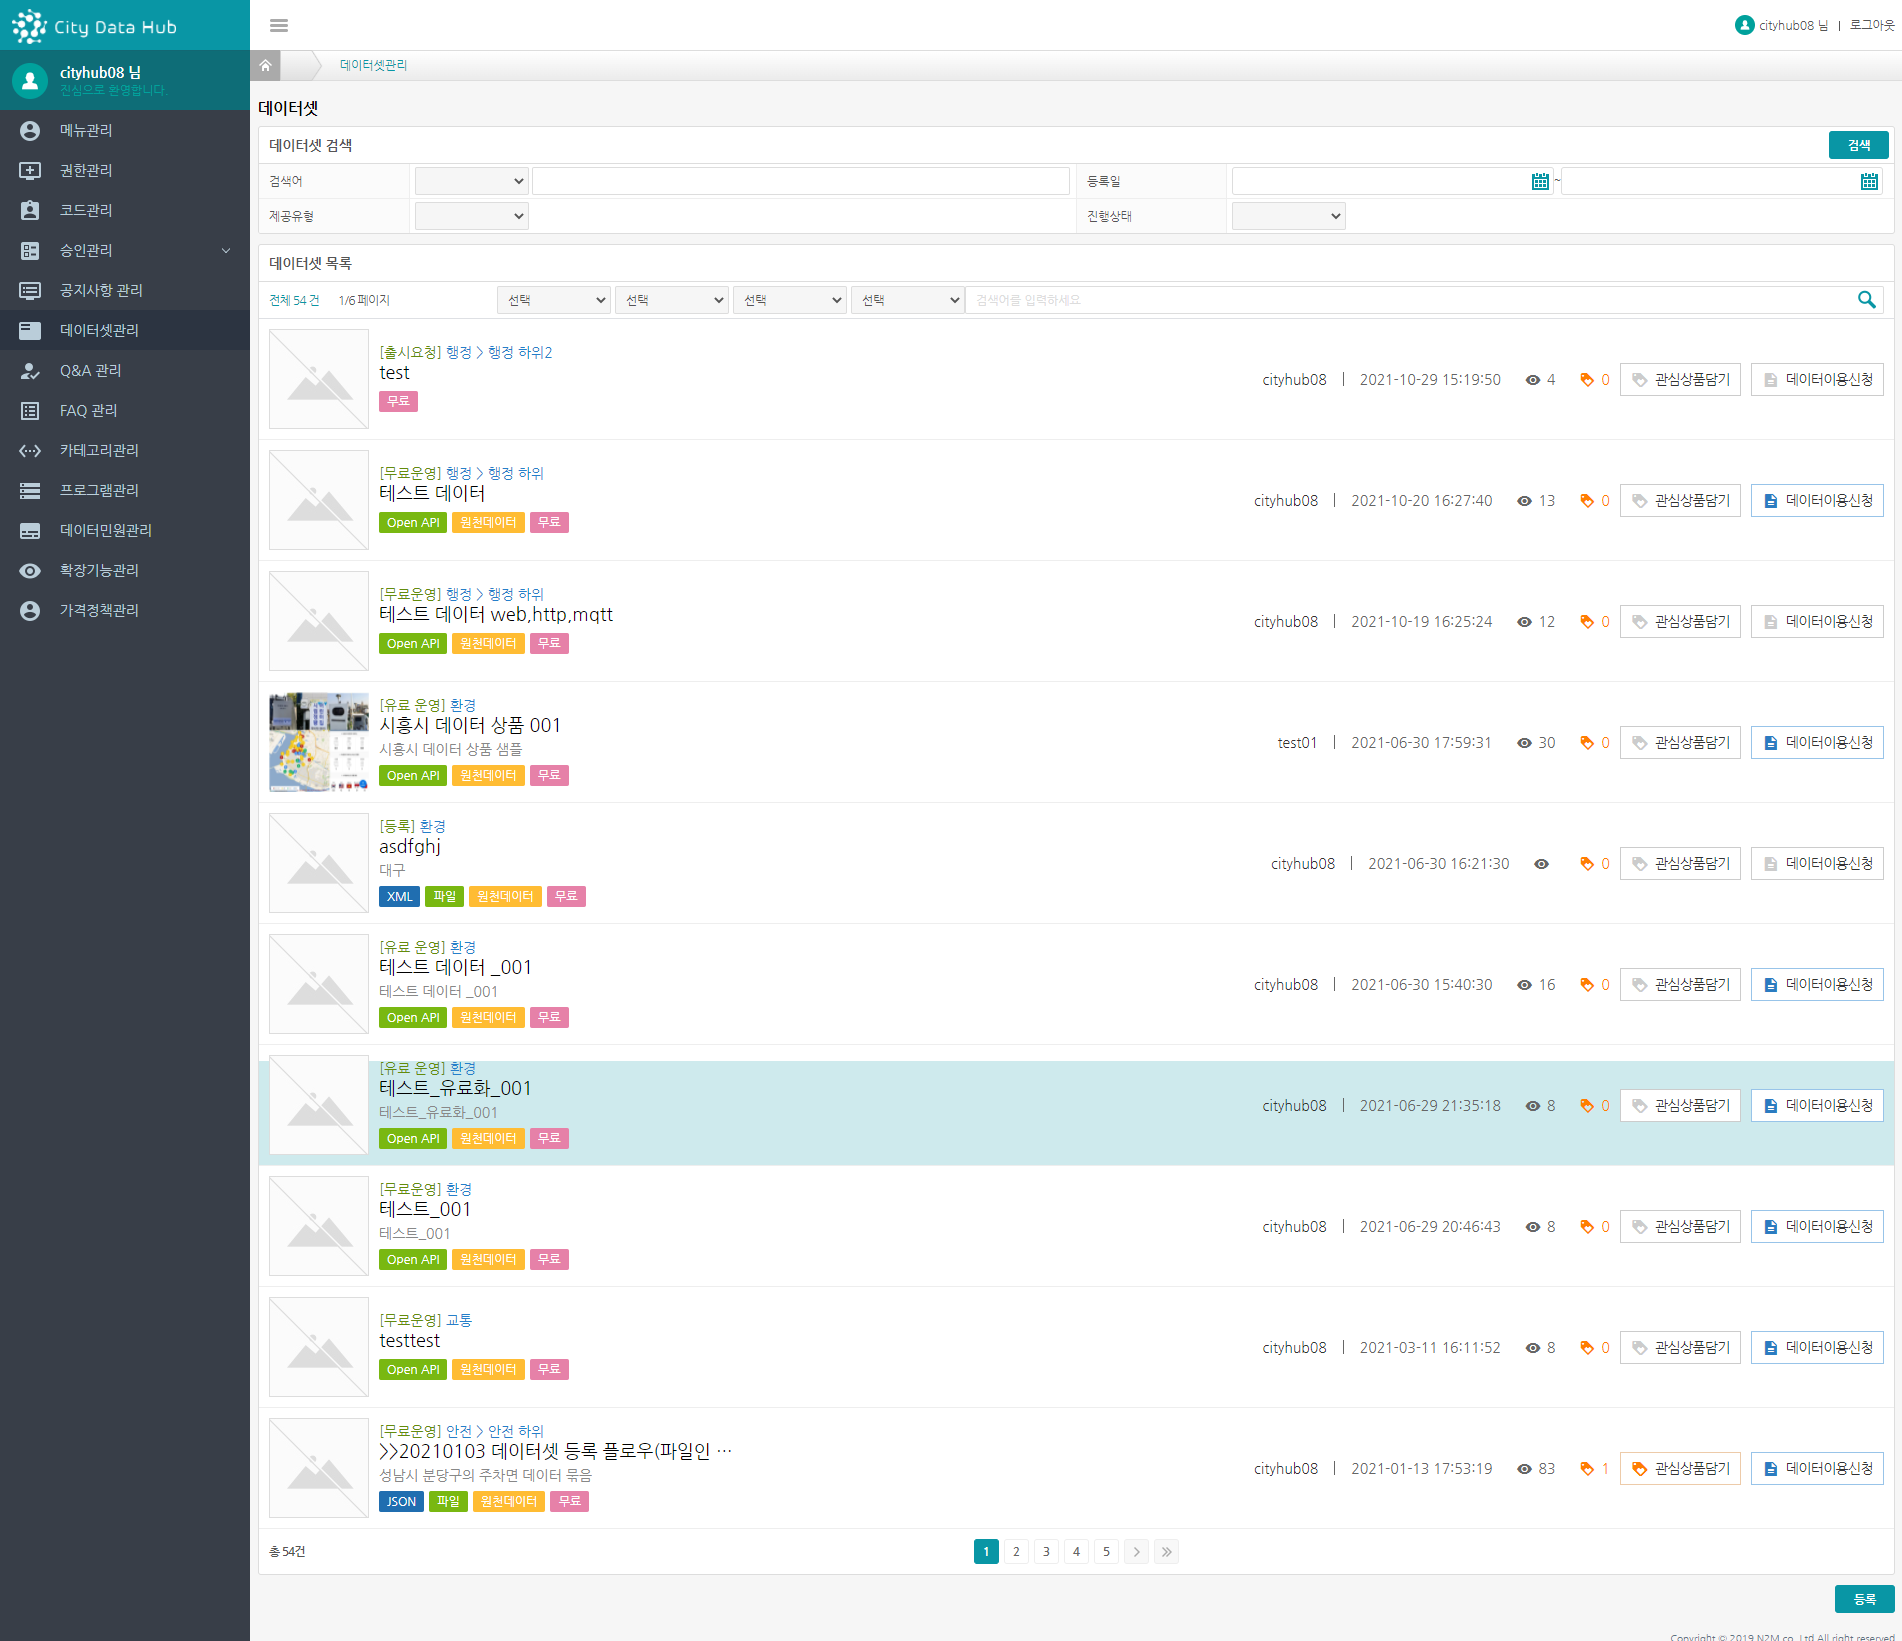 City Data Hub
cityhub08 님
진심으로 환영합니다.
메뉴관리
권한관리
코드관리
승인관리
공지사항 관리
데이터셋관리
Q&A 관리
FAQ 관리
카테고리관리
프로그램관리
데이터민원관리
확장기능관리
가격정책관리
cityhub08 님 | 로그아웃
데이터셋관리
데이터셋
데이터셋 검색 검색
검색어 등록일 ~
제공유형 진행상태
데이터셋 목록
전체 54 건 1/6 페이지 선택 선택 선택 선택 검색어를 입력하세요
[출시요청] 행정 > 행정 하위2
test
무료
cityhub08 | 2021-10-29 15:19:50 4 0 관심상품담기 데이터이용신청
[무료운영] 행정 > 행정 하위
테스트 데이터
Open API 원천데이터 무료
cityhub08 | 2021-10-20 16:27:40 13 0 관심상품담기 데이터이용신청
[무료운영] 행정 > 행정 하위
테스트 데이터 web,http,mqtt
Open API 원천데이터 무료
cityhub08 | 2021-10-19 16:25:24 12 0 관심상품담기 데이터이용신청
[유료 운영] 환경
시흥시 데이터 상품 001
시흥시 데이터 상품 샘플
Open API 원천데이터 무료
test01 | 2021-06-30 17:59:31 30 0 관심상품담기 데이터이용신청
[등록] 환경
asdfghj
대구
XML 파일 원천데이터 무료
cityhub08 | 2021-06-30 16:21:30 0 관심상품담기 데이터이용신청
[유료 운영] 환경
테스트 데이터 _001
테스트 데이터 _001
Open API 원천데이터 무료
cityhub08 | 2021-06-30 15:40:30 16 0 관심상품담기 데이터이용신청
[유료 운영] 환경
테스트_유료화_001
테스트_유료화_001
Open API 원천데이터 무료
cityhub08 | 2021-06-29 21:35:18 8 0 관심상품담기 데이터이용신청
[무료운영] 환경
테스트_001
테스트_001
Open API 원천데이터 무료
cityhub08 | 2021-06-29 20:46:43 8 0 관심상품담기 데이터이용신청
[무료운영] 교통
testtest
Open API 원천데이터 무료
cityhub08 | 2021-03-11 16:11:52 8 0 관심상품담기 데이터이용신청
[무료운영] 안전 > 안전 하위
>>20210103 데이터셋 등록 플로우(파일인 ...
성남시 분당구의 주차면 데이터 묶음
JSON 파일 원천데이터 무료
cityhub08 | 2021-01-13 17:53:19 83 1 관심상품담기 데이터이용신청
총 54건 1 2 3 4 5
등록
Copyright © 2019 N2M co. Ltd All right reserved